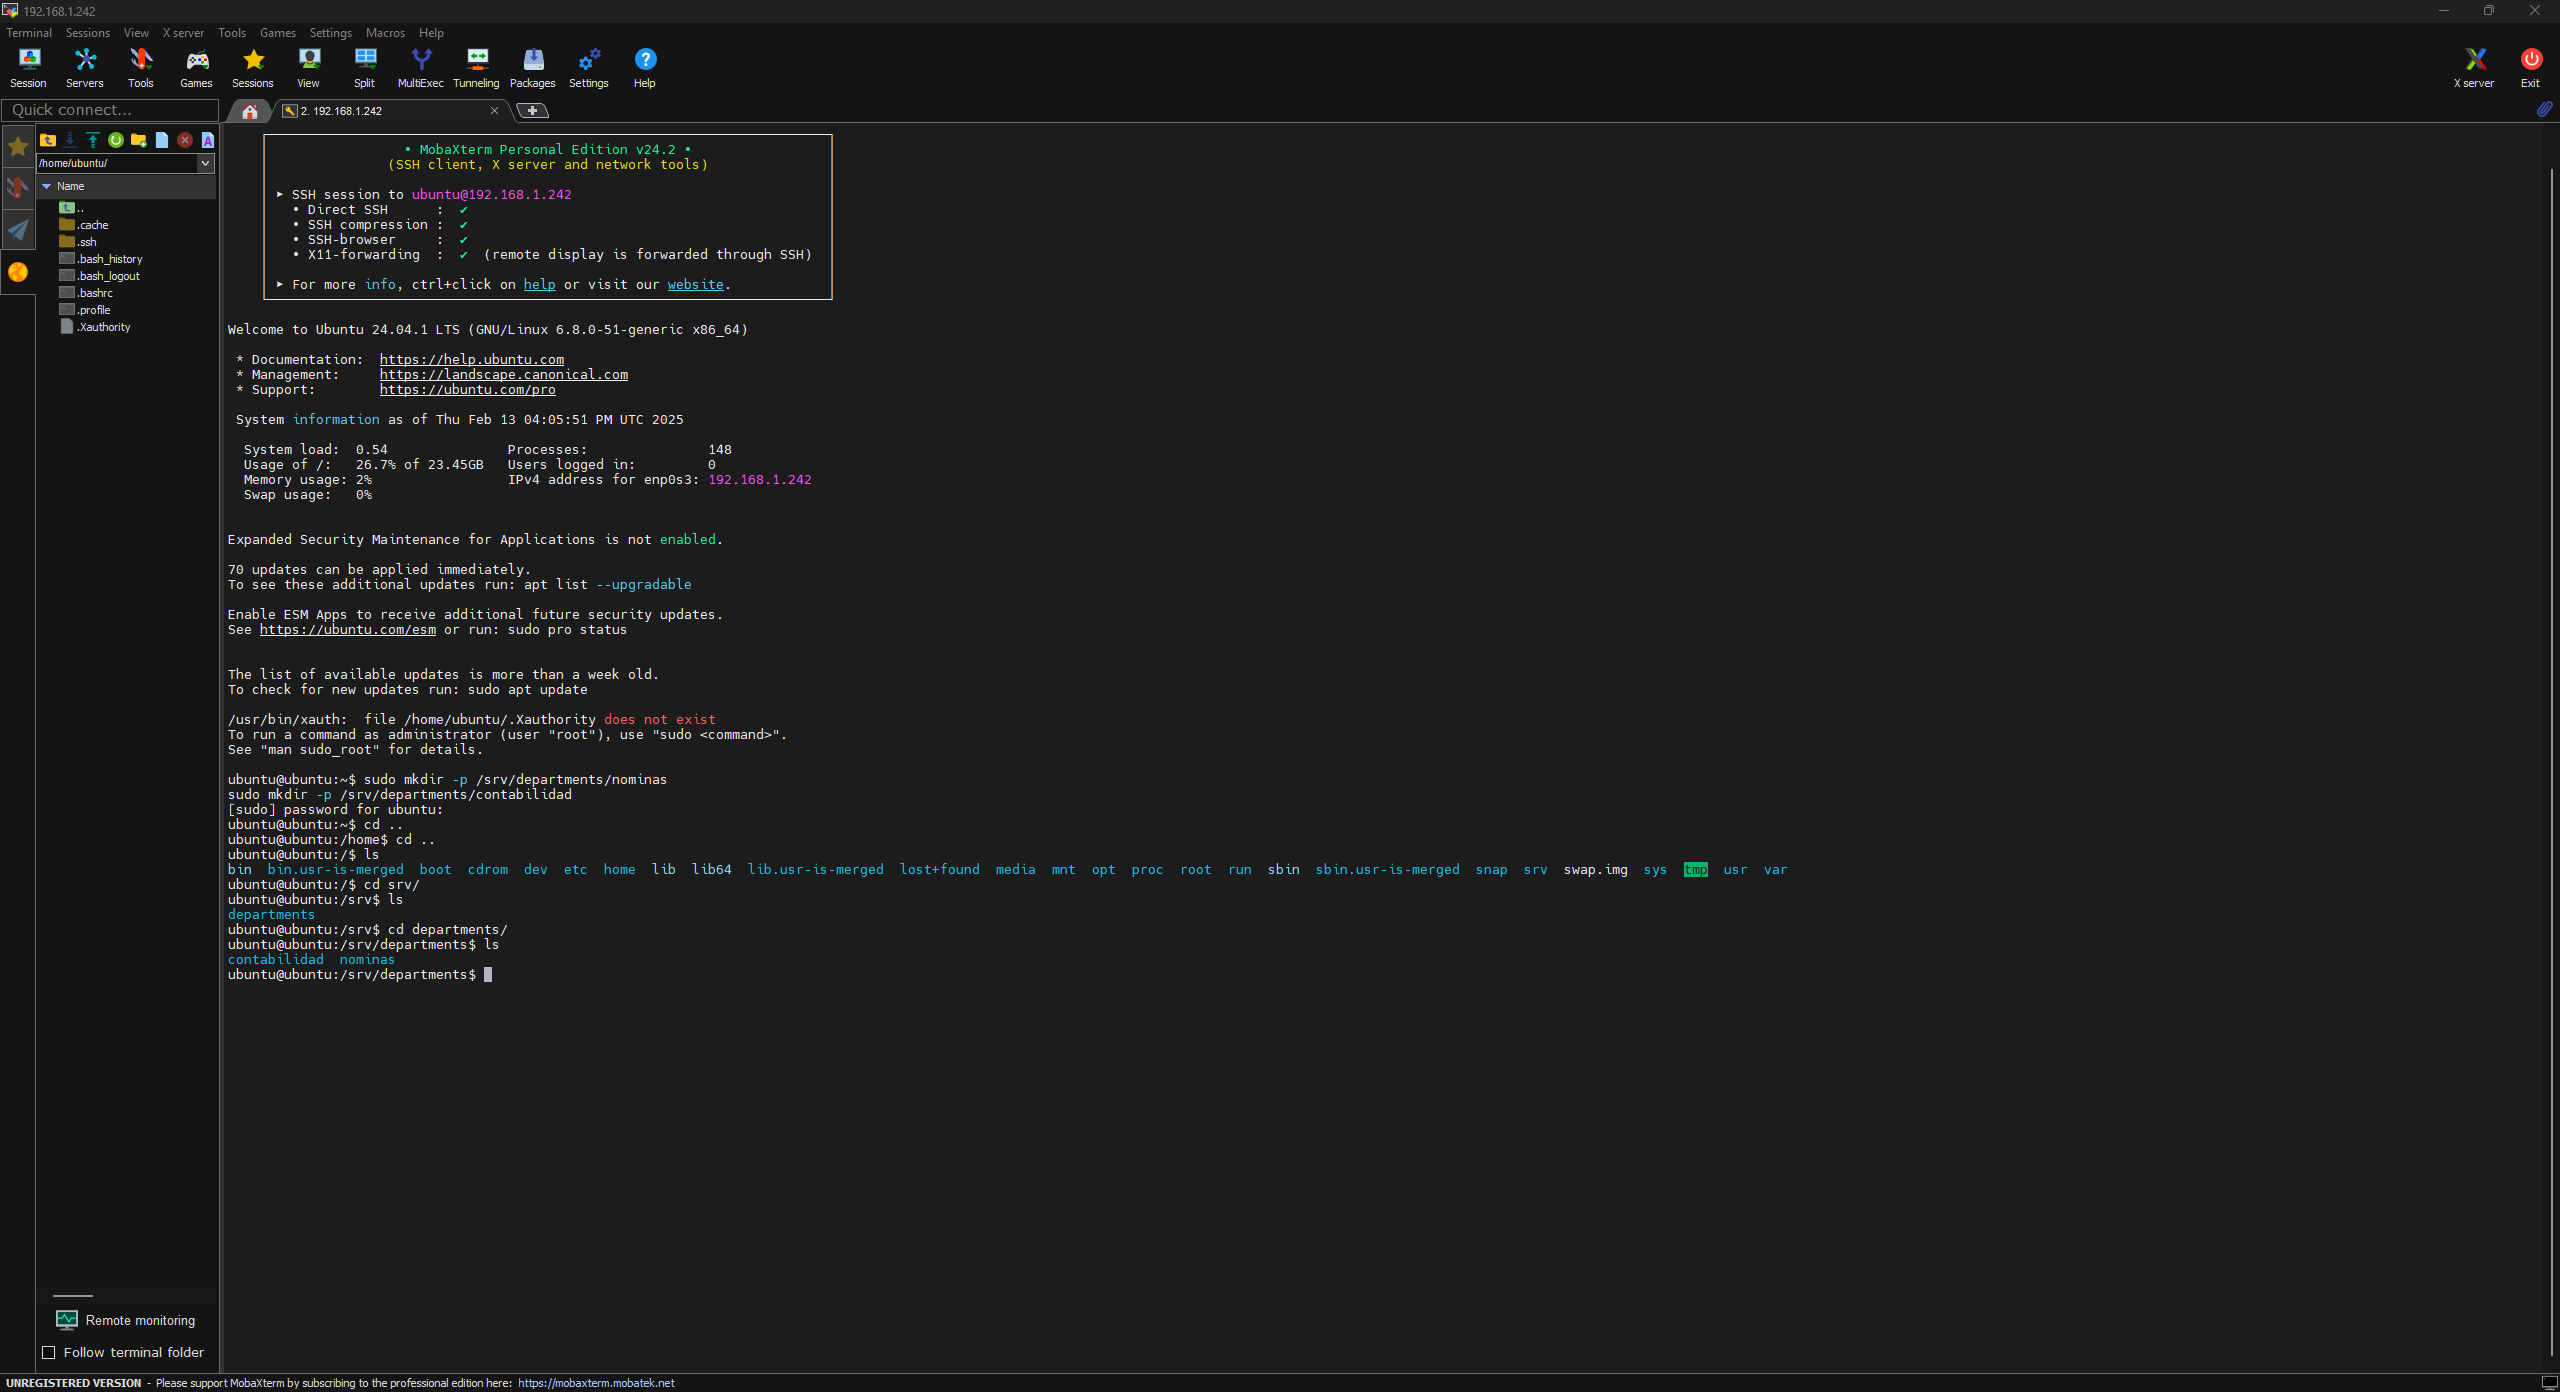 192.168.1.242
Terminal Sessions View X server Tools Games Settings Macros Help
Session Servers Tools Games Sessions View Split MultiExec Tunneling Packages Settings Help X server Exit
Quick connect...
2. 192.168.1.242
/home/ubuntu/
Name
..
.cache
.ssh
.bash_history
.bash_logout
.bashrc
.profile
.Xauthority
• MobaXterm Personal Edition v24.2 •
(SSH client, X server and network tools)
➤ SSH session to ubuntu@192.168.1.242
• Direct SSH : ✔
• SSH compression : ✔
• SSH-browser : ✔
• X11-forwarding : ✔ (remote display is forwarded through SSH)
➤ For more info, ctrl+click on help or visit our website.
Welcome to Ubuntu 24.04.1 LTS (GNU/Linux 6.8.0-51-generic x86_64)
* Documentation: https://help.ubuntu.com
* Management: https://landscape.canonical.com
* Support: https://ubuntu.com/pro
System information as of Thu Feb 13 04:05:51 PM UTC 2025
System load: 0.54 Processes: 148
Usage of /: 26.7% of 23.45GB Users logged in: 0
Memory usage: 2% IPv4 address for enp0s3: 192.168.1.242
Swap usage: 0%
Expanded Security Maintenance for Applications is not enabled.
70 updates can be applied immediately.
To see these additional updates run: apt list --upgradable
Enable ESM Apps to receive additional future security updates.
See https://ubuntu.com/esm or run: sudo pro status
The list of available updates is more than a week old.
To check for new updates run: sudo apt update
/usr/bin/xauth: file /home/ubuntu/.Xauthority does not exist
To run a command as administrator (user "root"), use "sudo <command>".
See "man sudo_root" for details.
ubuntu@ubuntu:~$ sudo mkdir -p /srv/departments/nominas
sudo mkdir -p /srv/departments/contabilidad
[sudo] password for ubuntu:
ubuntu@ubuntu:~$ cd ..
ubuntu@ubuntu:/home$ cd ..
ubuntu@ubuntu:/$ ls
bin bin.usr-is-merged boot cdrom dev etc home lib lib64 lib.usr-is-merged lost+found media mnt opt proc root run sbin sbin.usr-is-merged snap srv swap.img sys tmp usr var
ubuntu@ubuntu:/$ cd srv/
ubuntu@ubuntu:/srv$ ls
departments
ubuntu@ubuntu:/srv$ cd departments/
ubuntu@ubuntu:/srv/departments$ ls
contabilidad nominas
ubuntu@ubuntu:/srv/departments$
Remote monitoring
Follow terminal folder
UNREGISTERED VERSION - Please support MobaXterm by subscribing to the professional edition here: https://mobaxterm.mobatek.net